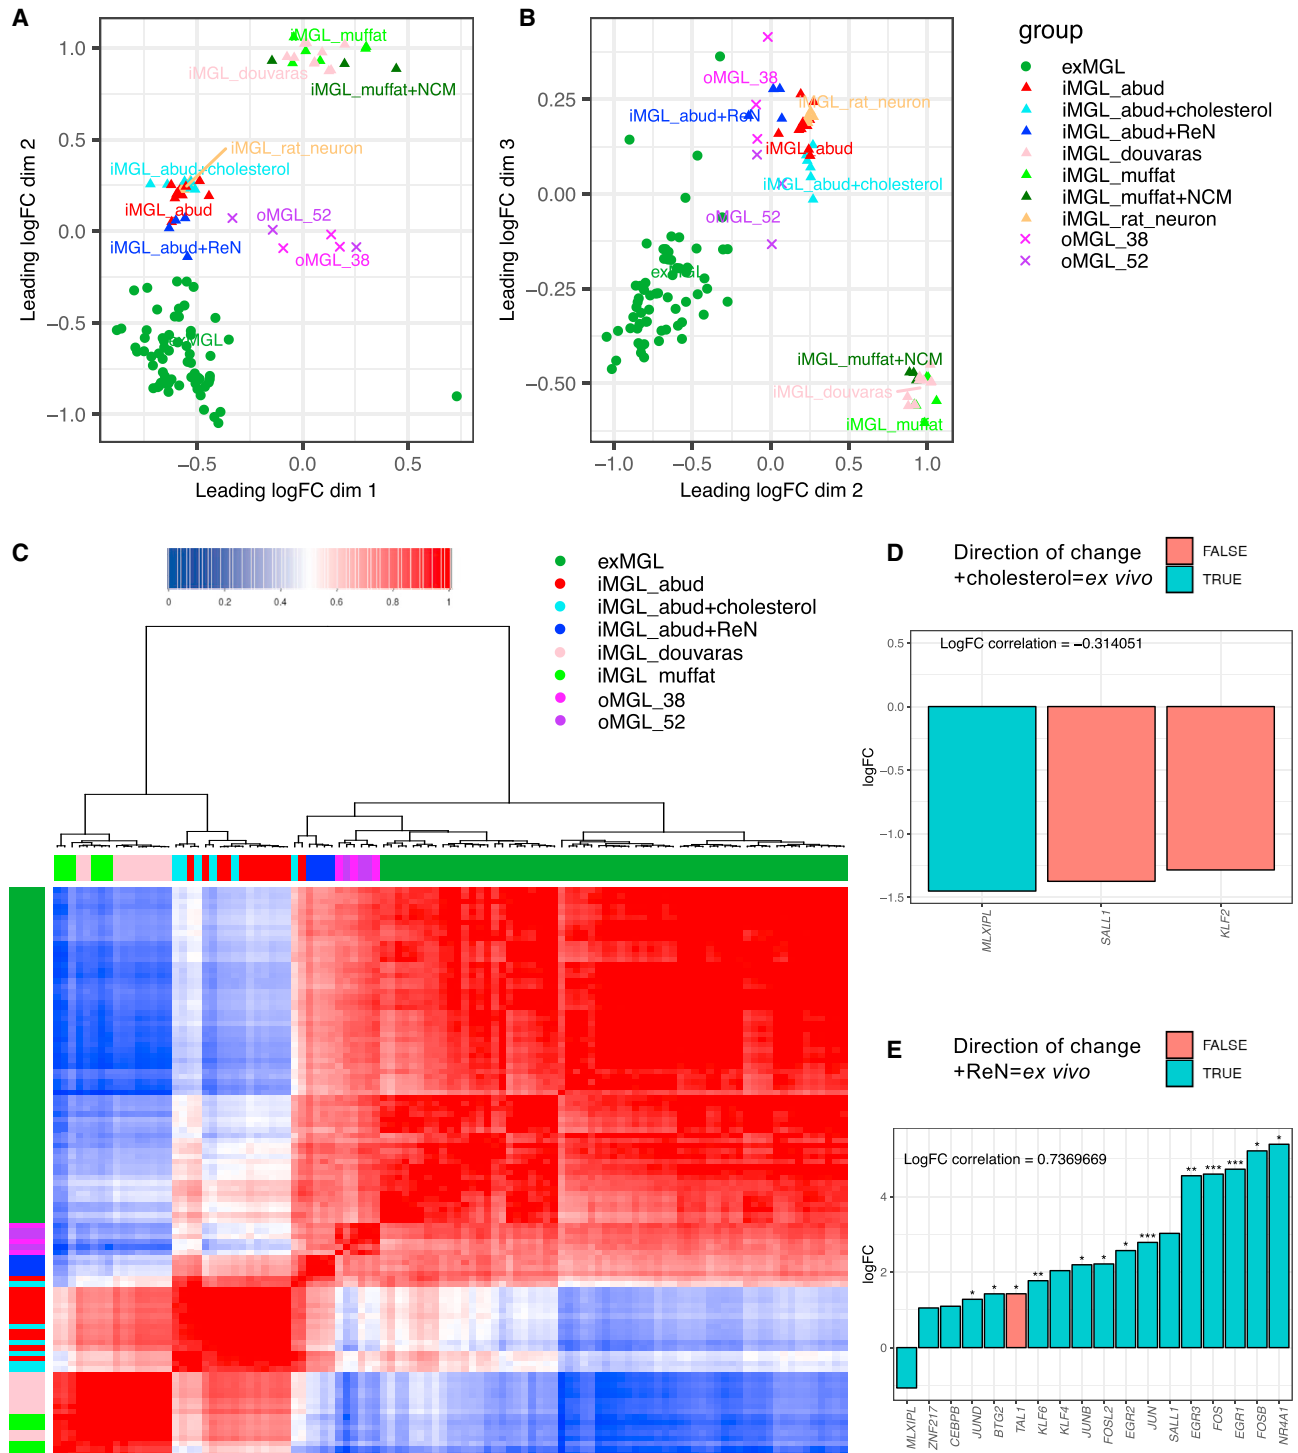 A
1.0
0.5
0.0
−0.5
−1.0
−0.5
0.0
0.5
Leading logFC dim 2
Leading logFC dim 1
iMGL_muffat
iMGL_douvaras
iMGL_muffat+NCM
iMGL_rat_neuron
iMGL_abud+cholesterol
iMGL_abud
oMGL_52
iMGL_abud+ReN
oMGL_38
exMGL
B
0.25
0.00
−0.25
−0.50
−1.0
−0.5
0.0
0.5
1.0
Leading logFC dim 3
Leading logFC dim 2
oMGL_38
iMGL_rat_neuron
iMGL_abud+ReN
iMGL_abud
iMGL_abud+cholesterol
oMGL_52
exMGL
iMGL_muffat+NCM
iMGL_douvaras
iMGL_muffat
group
exMGL
iMGL_abud
iMGL_abud+cholesterol
iMGL_abud+ReN
iMGL_douvaras
iMGL_muffat
iMGL_muffat+NCM
iMGL_rat_neuron
oMGL_38
oMGL_52
C
0
0.2
0.4
0.6
0.8
1
exMGL
iMGL_abud
iMGL_abud+cholesterol
iMGL_abud+ReN
iMGL_douvaras
iMGL muffat
oMGL_38
oMGL_52
D
Direction of change
+cholesterol=ex vivo
FALSE
TRUE
LogFC correlation = −0.314051
0.5
0.0
−0.5
−1.0
−1.5
logFC
MLXIPL
SALL1
KLF2
E
Direction of change
+ReN=ex vivo
FALSE
TRUE
LogFC correlation = 0.7369669
4
2
0
logFC
*
*
*
**
*
*
*
***
**
***
***
*
*
MLXIPL
ZNF217
CEBPB
JUND
BTG2
TAL1
KLF6
KLF4
JUNB
FOSL2
EGR2
JUN
SALL1
EGR3
FOS
EGR1
FOSB
NR4A1